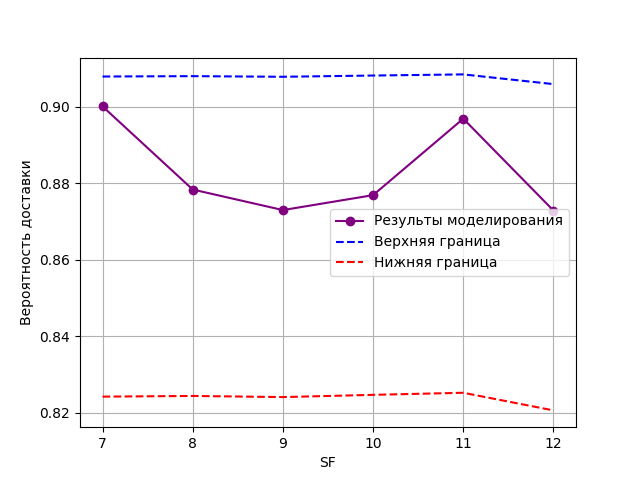 0.90
0.88
0.86
0.84
0.82
Вероятность доставки
7 8 9 10 11 12
SF
Результы моделирования
Верхняя граница
Нижняя граница